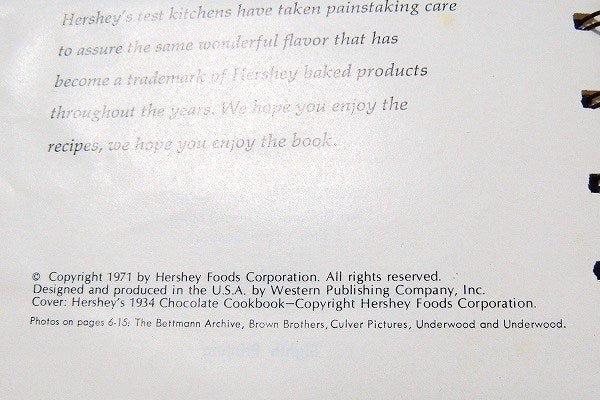 Hershey's test kitchens have taken painstaking care
to assure the same wonderful flavor that has
become a trademark of Hershey baked products
throughout the years. We hope you enjoy the
recipes, we hope you enjoy the book.
© Copyright 1971 by Hershey Foods Corporation. All rights reserved.
Designed and produced in the U.S.A. by Western Publishing Company, Inc.
Cover: Hershey's 1934 Chocolate Cookbook—Copyright Hershey Foods Corporation.
Photos on pages 6-15: The Bettmann Archive, Brown Brothers, Culver Pictures, Underwood and Underwood.